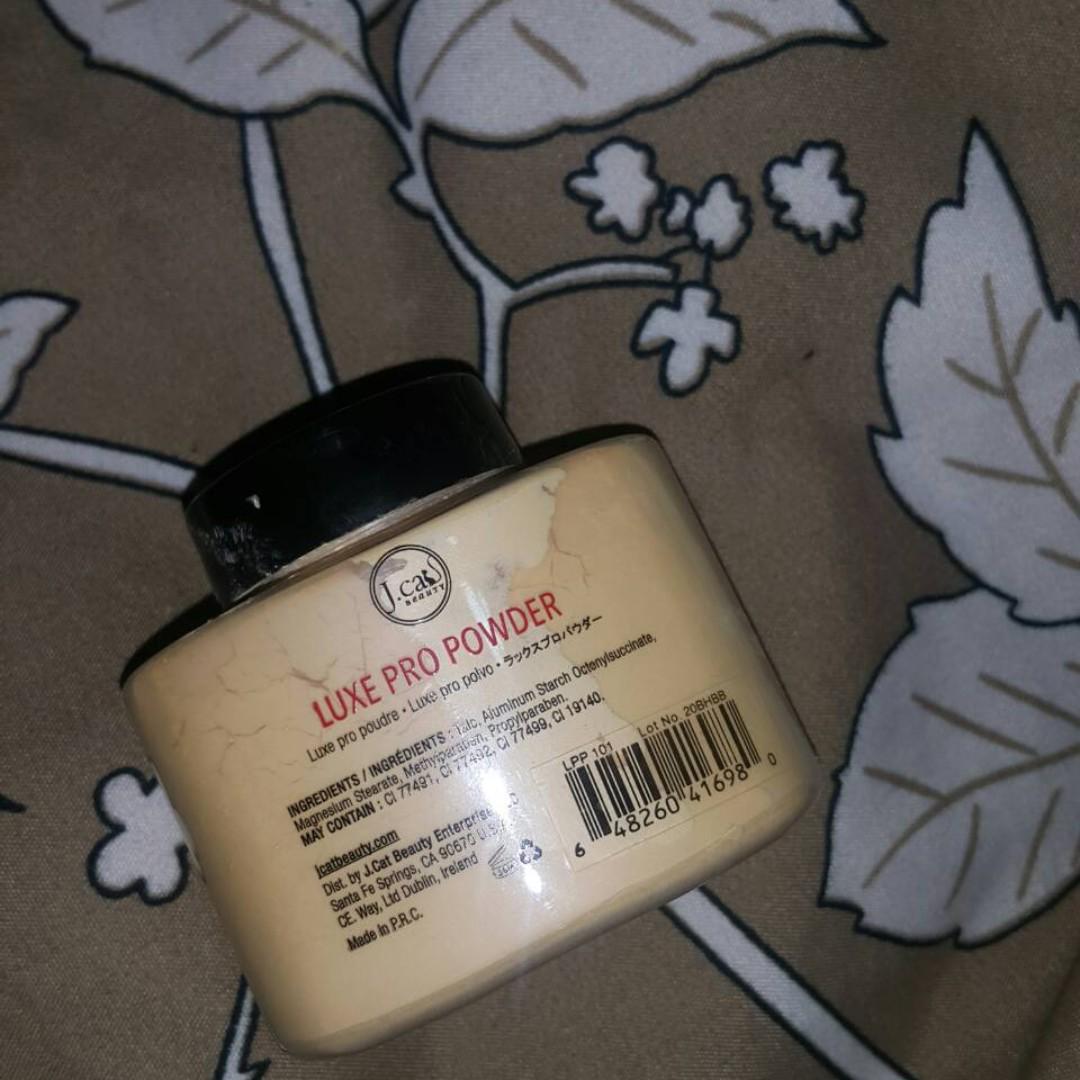 J.cat
BEAUTY
LUXE PRO POWDER
Luxe pro poudre • Luxe pro polvo • ラックスプロパウダー
INGREDIENTS / INGRÉDIENTS : Talc, Aluminum Starch Octenylsuccinate,
Magnesium Stearate, Methylparaben, Propylparaben.
MAY CONTAIN : CI 77491, CI 77492, CI 77499, CI 19140.
jcatbeauty.com
Dist. by J.Cat Beauty Enterprise
Santa Fe Springs, CA 90670 U.S.A.
CE. Way, Ltd Dublin, Ireland
Made In P.R.C.
LPP 101 Lot No. 20BHBB
6 48260 41698 0